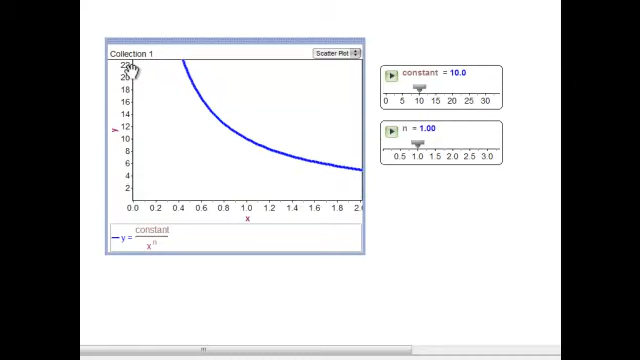 Collection 1
Scatter Plot
22
20
18
16
14
12
10
8
6
4
2
y
0.0 0.2 0.4 0.6 0.8 1.0 1.2 1.4 1.6 1.8 2.0
x
y = constant
x^n
constant = 10.0
0 5 10 15 20 25 30
n = 1.00
0.5 1.0 1.5 2.0 2.5 3.0